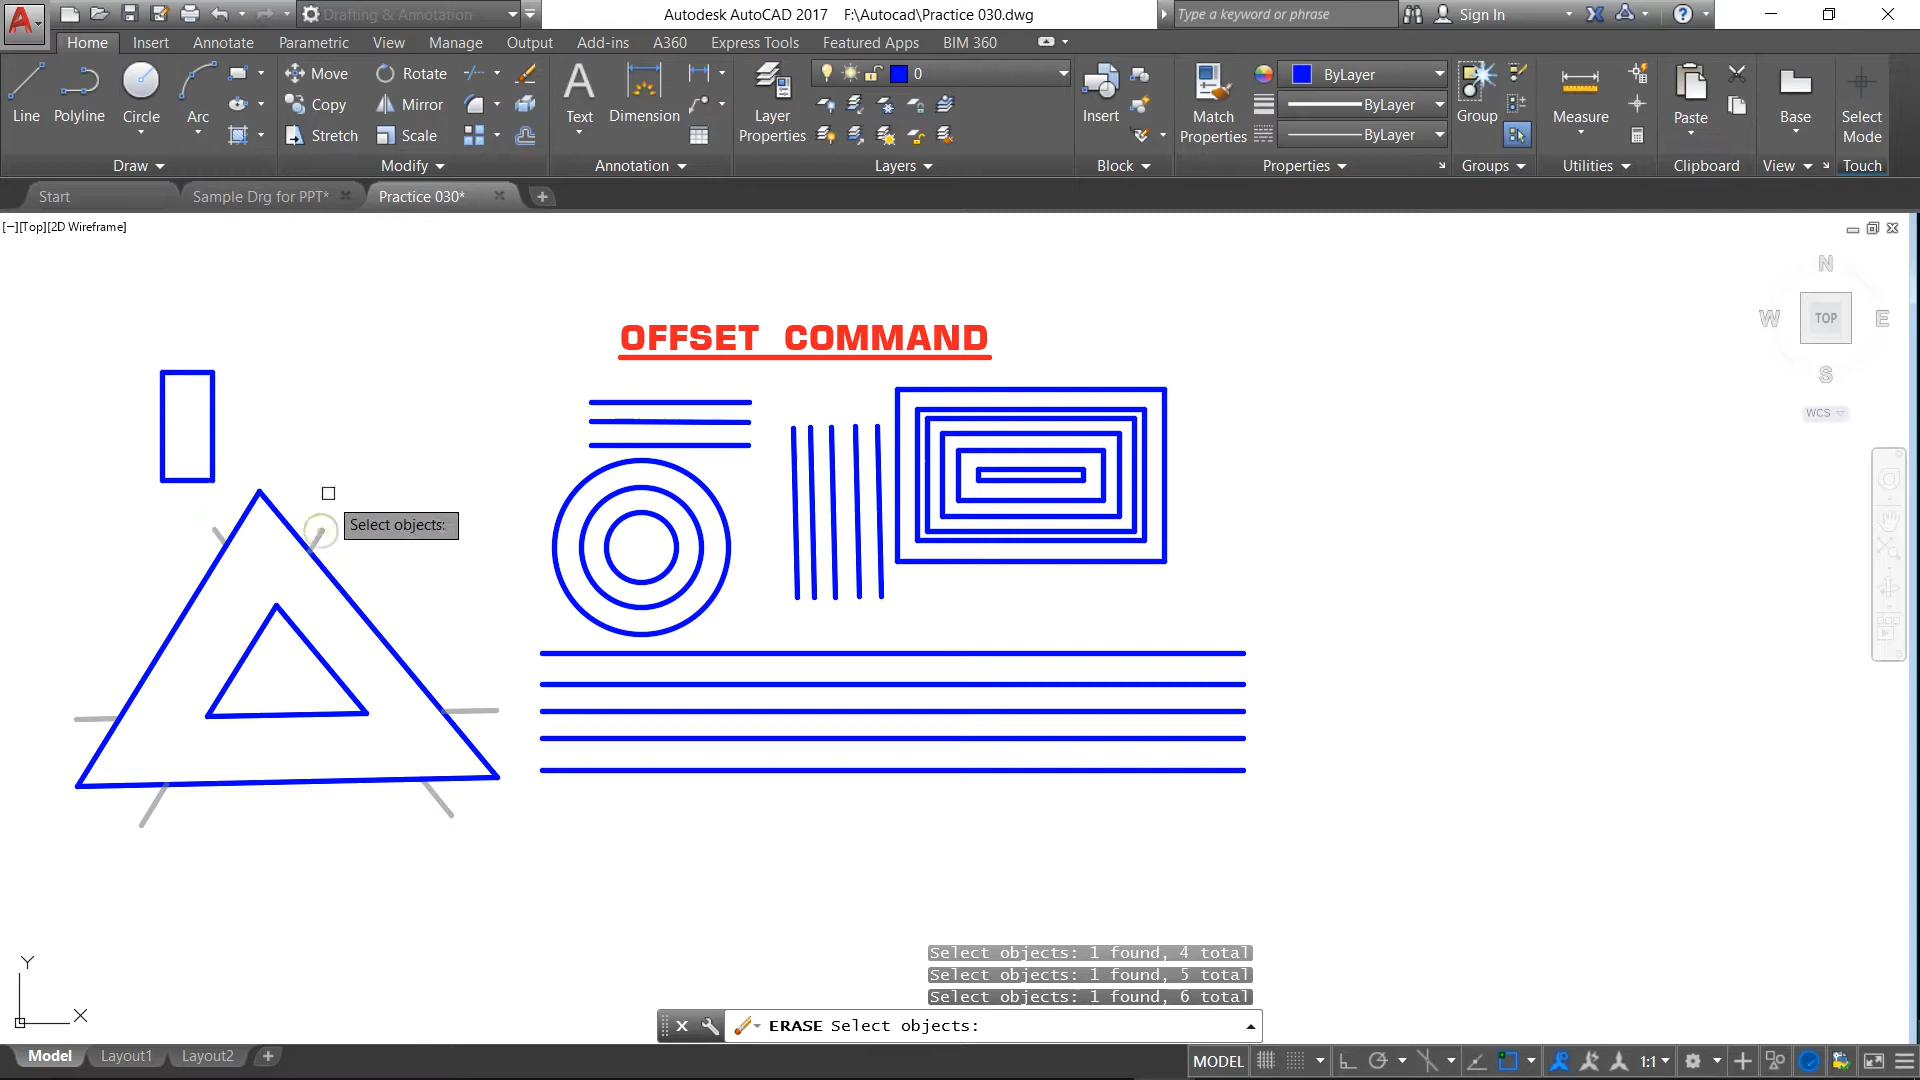 Drafting & Annotation
Autodesk AutoCAD 2017 F:\Autocad\Practice 030.dwg
Type a keyword or phrase
Sign In
Home Insert Annotate Parametric View Manage Output Add-ins A360 Express Tools Featured Apps BIM 360
Line Polyline Circle Arc
Move Rotate
Copy Mirror
Stretch Scale
Text Dimension
Layer Properties
0
Insert
Match Properties
ByLayer
ByLayer
ByLayer
Group
Measure
Paste
Base
Select Mode
Draw Modify Annotation Layers Block Properties Groups Utilities Clipboard View Touch
Start Sample Drg for PPT* Practice 030*
[−][Top][2D Wireframe]
N
W TOP E
S
WCS
OFFSET COMMAND
Select objects:
Y
X
Select objects: 1 found, 4 total
Select objects: 1 found, 5 total
Select objects: 1 found, 6 total
ERASE Select objects:
Model Layout1 Layout2
MODEL 1:1